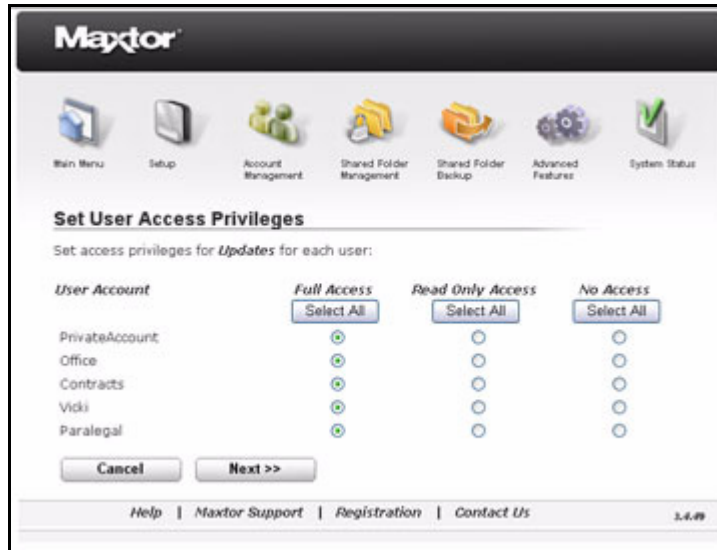 Maxtor
Main Menu
Setup
Account Management
Shared Folder Management
Shared Folder Backup
Advanced Features
System Status
Set User Access Privileges
Set access privileges for Updates for each user:
User Account Full Access Read Only Access No Access
Select All Select All Select All
PrivateAccount
Office
Contracts
Vicki
Paralegal
Cancel Next >>
Help | Maxtor Support | Registration | Contact Us